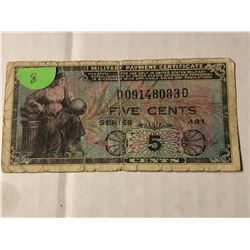 MILITARY PAYMENT CERTIFICATE
8
D09148083D
FIVE CENTS
SERIES 481
5
CENTS